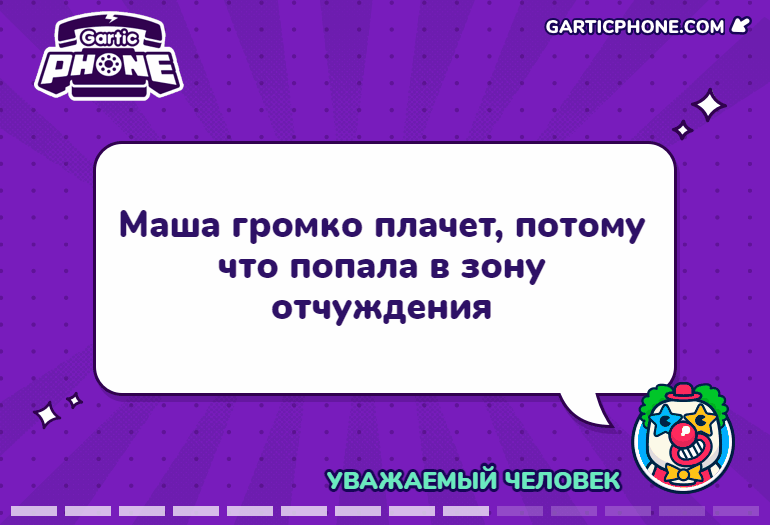 Gartic
PHONE
GARTICPHONE.COM
Маша громко плачет, потому
что попала в зону
отчуждения
УВАЖАЕМЫЙ ЧЕЛОВЕК